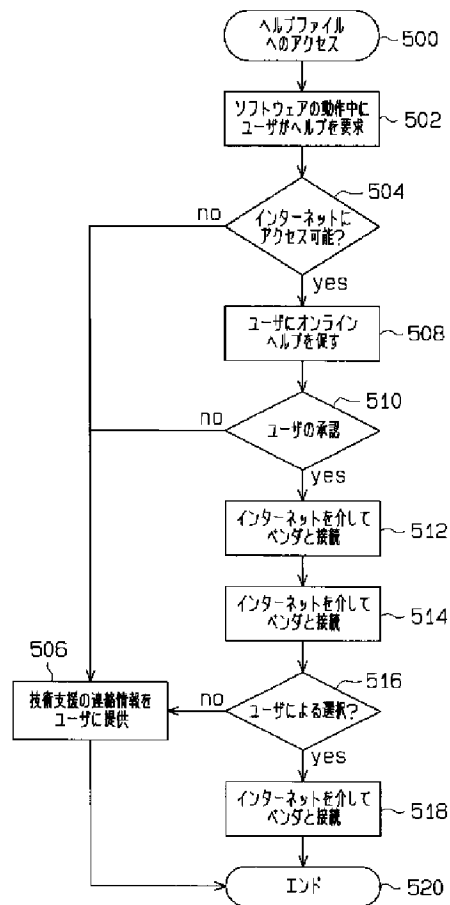 ヘルプファイル
へのアクセス
500
ソフトウェアの動作中に
ユーザがヘルプを要求
502
504
インターネットに
アクセス可能?
no
yes
ユーザにオンライン
ヘルプを促す
508
510
ユーザの承認
no
yes
インターネットを介して
ベンダと接続
512
インターネットを介して
ベンダと接続
514
506
技術支援の連絡情報を
ユーザに提供
516
ユーザによる選択?
no
yes
インターネットを介して
ベンダと接続
518
エンド
520